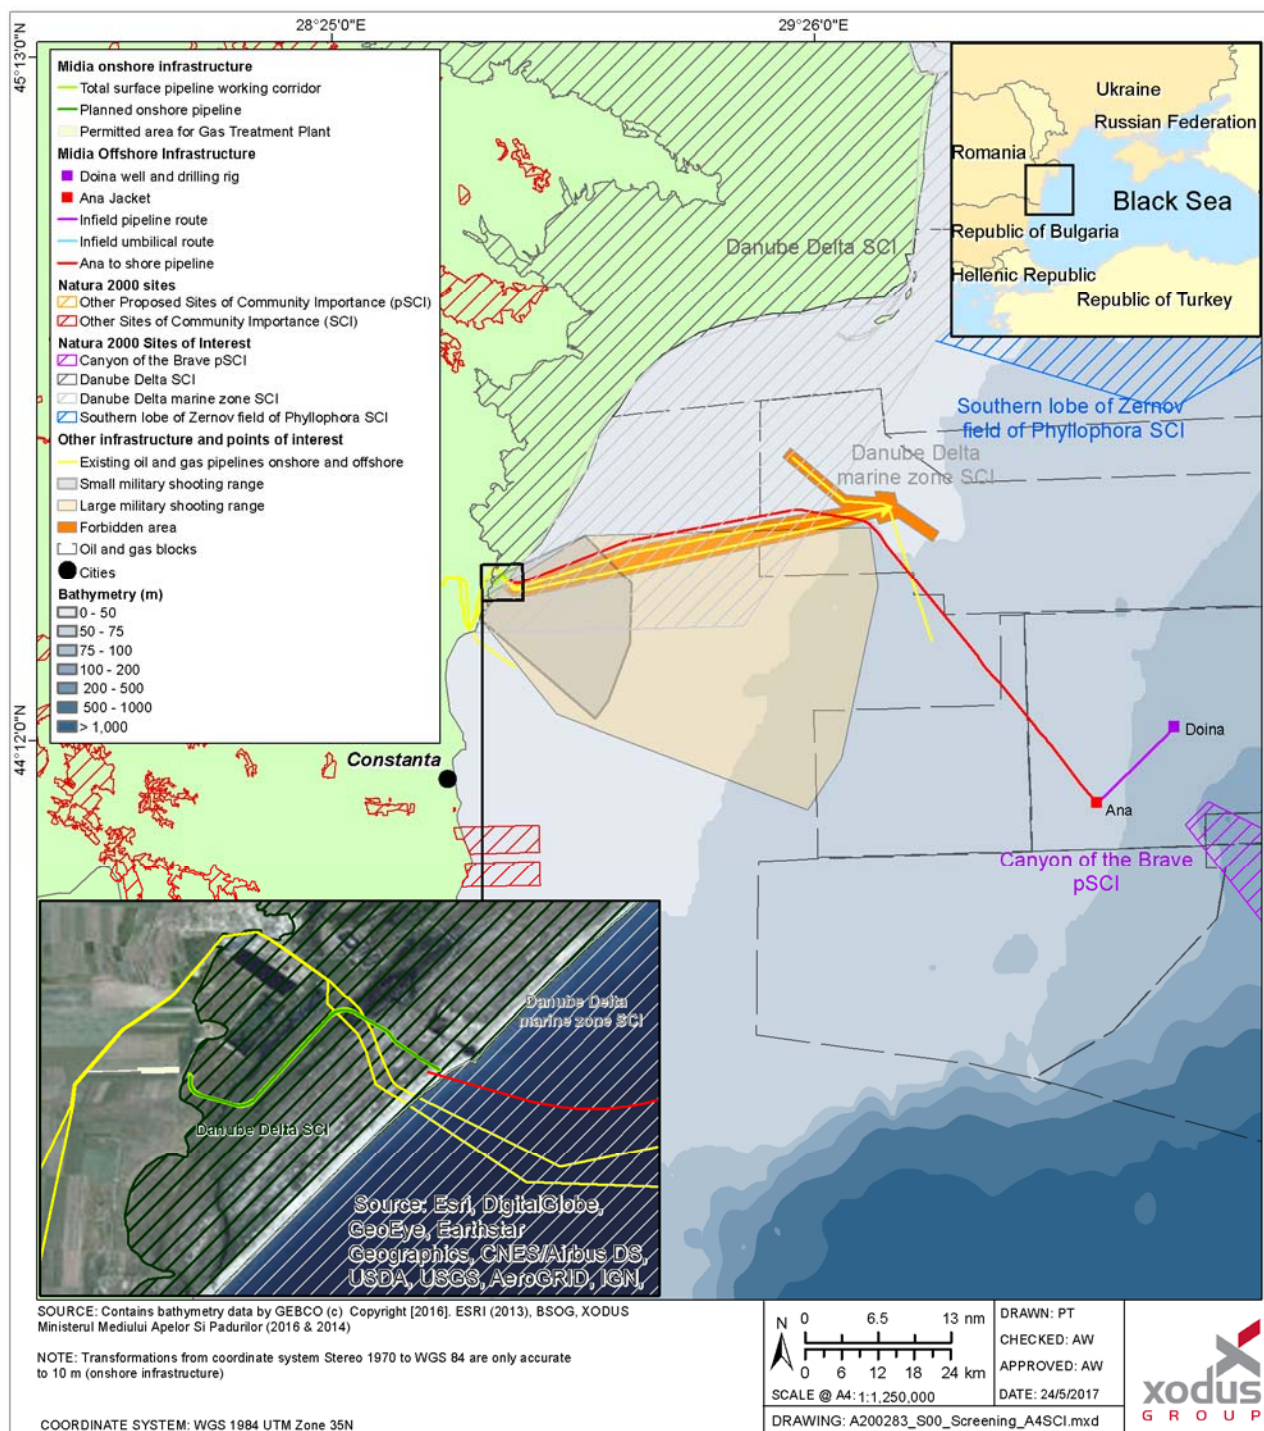 28°25'0"E
29°26'0"E
45°13'0"N
44°12'0"N
Midia onshore infrastructure
Total surface pipeline working corridor
Planned onshore pipeline
Permitted area for Gas Treatment Plant
Midia Offshore Infrastructure
Doina well and drilling rig
Ana Jacket
Infield pipeline route
Infield umbilical route
Ana to shore pipeline
Natura 2000 sites
Other Proposed Sites of Community Importance (pSCI)
Other Sites of Community Importance (SCI)
Natura 2000 Sites of Interest
Canyon of the Brave pSCI
Danube Delta SCI
Danube Delta marine zone SCI
Southern lobe of Zernov field of Phyllophora SCI
Other infrastructure and points of interest
Existing oil and gas pipelines onshore and offshore
Small military shooting range
Large military shooting range
Forbidden area
Oil and gas blocks
Cities
Bathymetry (m)
0 - 50
50 - 75
75 - 100
100 - 200
200 - 500
500 - 1000
> 1,000
Ukraine
Russian Federation
Romania
Black Sea
Republic of Bulgaria
Hellenic Republic
Republic of Turkey
Danube Delta SCI
Southern lobe of Zernov
field of Phyllophora SCI
Danube Delta
marine zone SCI
Doina
Ana
Constanta
Canyon of the Brave
pSCI
Danube Delta
marine zone SCI
Danube Delta SCI
Source: Esri, DigitalGlobe,
GeoEye, Earthstar
Geographics, CNES/Airbus DS,
USDA, USGS, AeroGRID, IGN,
SOURCE: Contains bathymetry data by GEBCO (c) Copyright [2016]. ESRI (2013), BSOG, XODUS
Ministerul Mediului Apelor Si Padurilor (2016 & 2014)
NOTE: Transformations from coordinate system Stereo 1970 to WGS 84 are only accurate
to 10 m (onshore infrastructure)
COORDINATE SYSTEM: WGS 1984 UTM Zone 35N
N
0 6.5 13 nm
0 6 12 18 24 km
SCALE @ A4: 1:1,250,000
DRAWN: PT
CHECKED: AW
APPROVED: AW
DATE: 24/5/2017
DRAWING: A200283_S00_Screening_A4SCI.mxd
xodus
GROUP